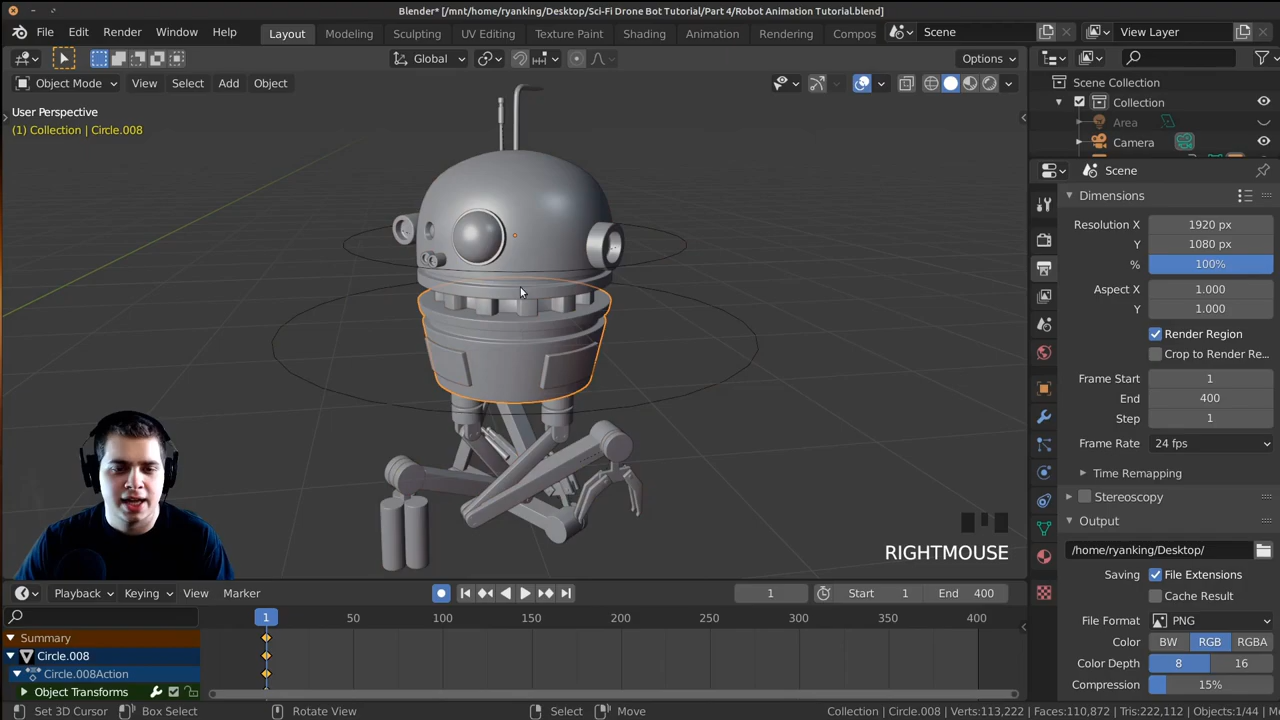 Blender* [/mnt/home/ryanking/Desktop/Sci-Fi Drone Bot Tutorial/Part 4/Robot Animation Tutorial.blend]
File Edit Render Window Help Layout Modeling Sculpting UV Editing Texture Paint Shading Animation Rendering Compos Scene View Layer
Global Options
Object Mode View Select Add Object
User Perspective
(1) Collection | Circle.008
Scene Collection
Collection
Area
Camera
Scene
Dimensions
Resolution X 1920 px
Y 1080 px
% 100%
Aspect X 1.000
Y 1.000
Render Region
Crop to Render Re...
Frame Start 1
End 400
Step 1
Frame Rate 24 fps
Time Remapping
Stereoscopy
Output
/home/ryanking/Desktop/
Saving File Extensions
Cache Result
File Format PNG
Color BW RGB RGBA
Color Depth 8 16
Compression 15%
RIGHTMOUSE
Playback Keying View Marker 1 Start 1 End 400
1 50 100 150 200 250 300 350 400
Summary
Circle.008
Circle.008Action
Object Transforms
Set 3D Cursor Box Select Rotate View Select Move Collection | Circle.008 | Verts:113,222 | Faces:110,872 | Tris:222,112 | Objects:1/44 | Mem